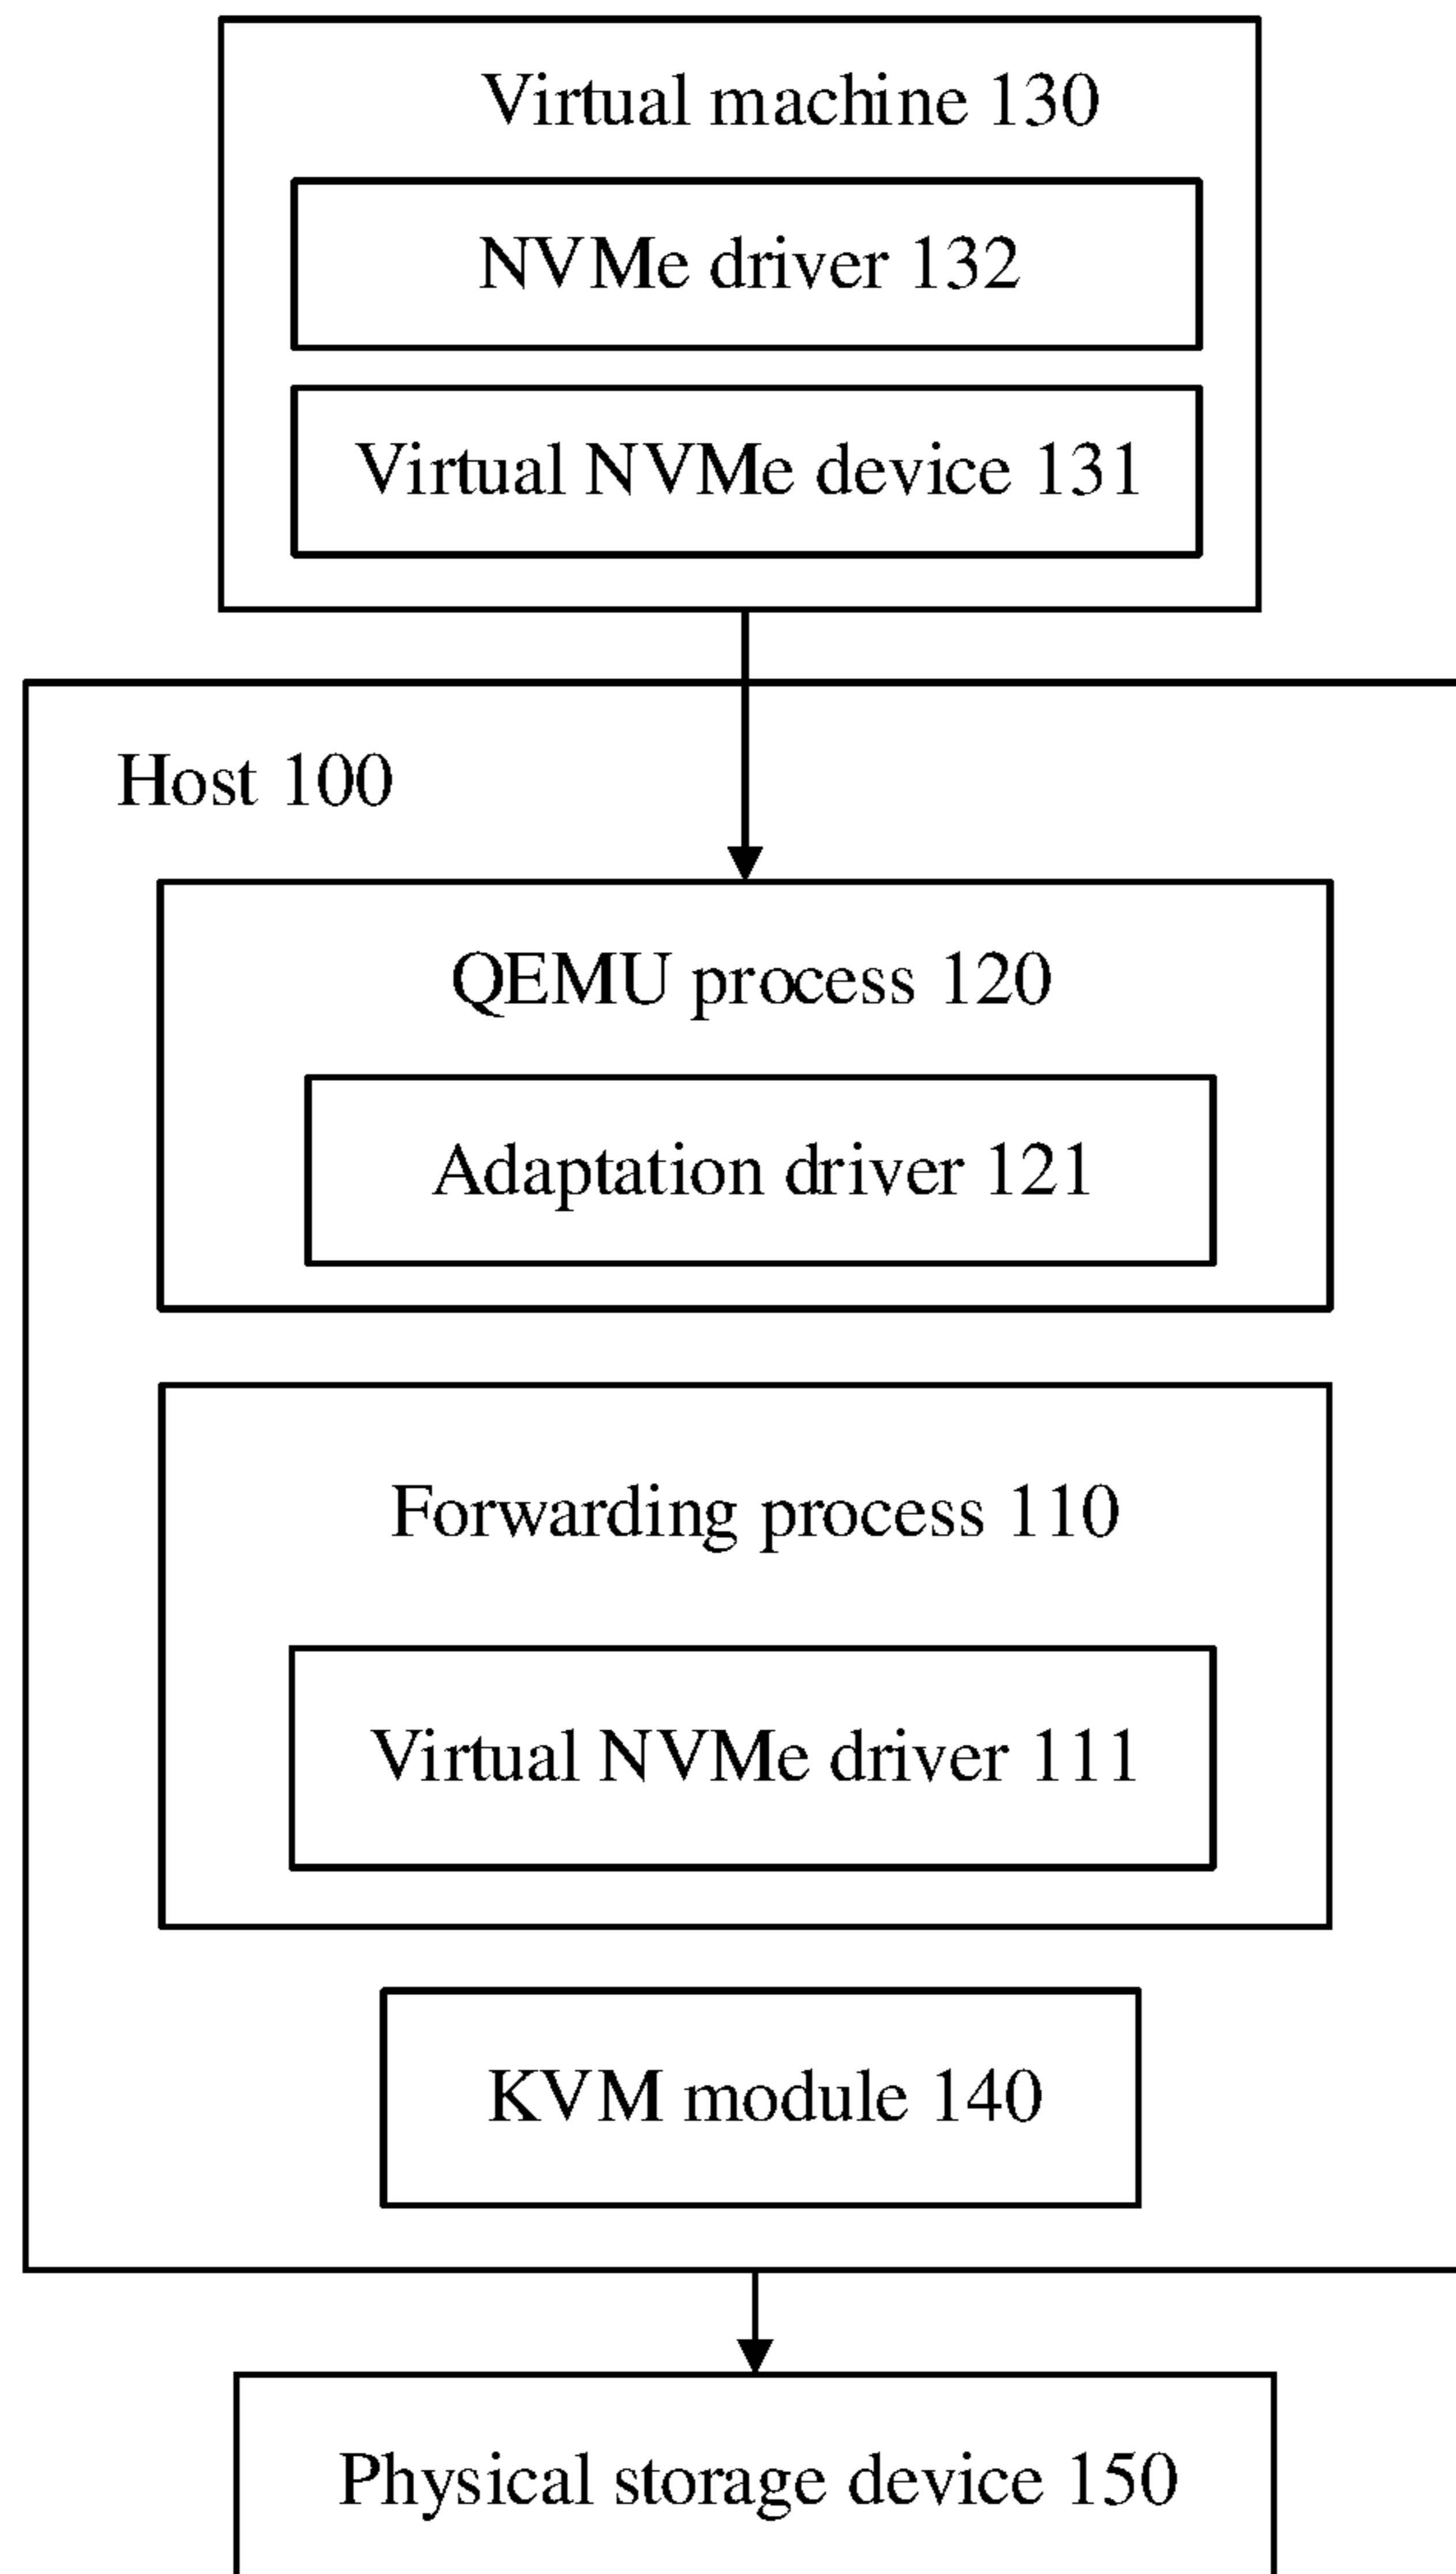 Virtual machine 130
NVMe driver 132
Virtual NVMe device 131
Host 100
QEMU process 120
Adaptation driver 121
Forwarding process 110
Virtual NVMe driver 111
KVM module 140
Physical storage device 150